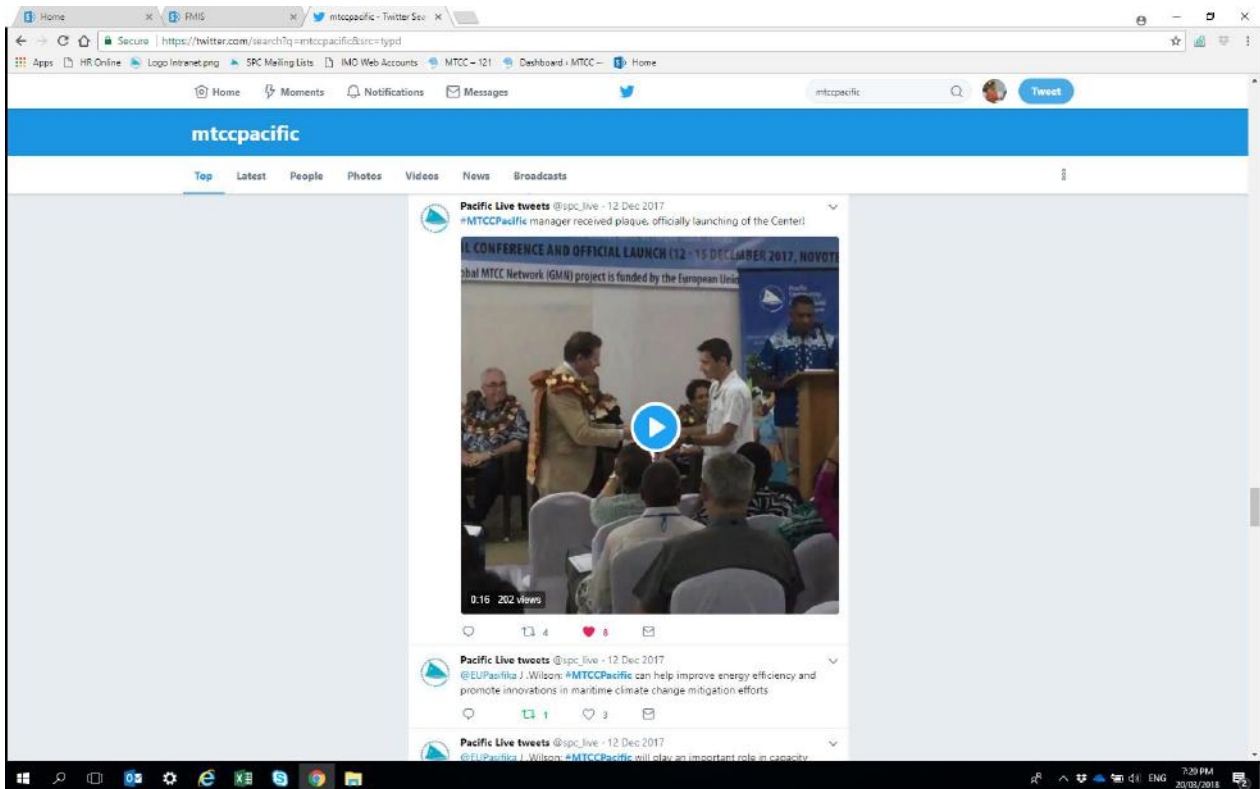 Home
FMIS
mtccpacific - Twitter Sea
Secure
https://twitter.com/search?q=mtccpacific&src=typd
Apps
HR Online
Logo Intranet.png
SPC Mailing Lists
IMO Web Accounts
MTCC – 121
Dashboard ‹ MTCC –
Home
Home
Moments
Notifications
Messages
mtccpacific
Tweet
mtccpacific
Top
Latest
People
Photos
Videos
News
Broadcasts
Pacific Live tweets @spc_live · 12 Dec 2017
#MTCCPacific manager received plaque, officially launching of the Center!
CONFERENCE AND OFFICIAL LAUNCH (12 - 15 DECEMBER 2017,
MTCC Network (GMN) project is funded by the European
Pacific
Community
0:16 202 views
4
8
Pacific Live tweets @spc_live · 12 Dec 2017
@EUPasifika J .Wilson: #MTCCPacific can help improve energy efficiency and
promote innovations in maritime climate change mitigation efforts
1
3
Pacific Live tweets @spc_live · 12 Dec 2017
@EUPasifika J .Wilson: #MTCCPacific will play an important role in capacity
ENG
7:29 PM
20/03/2018